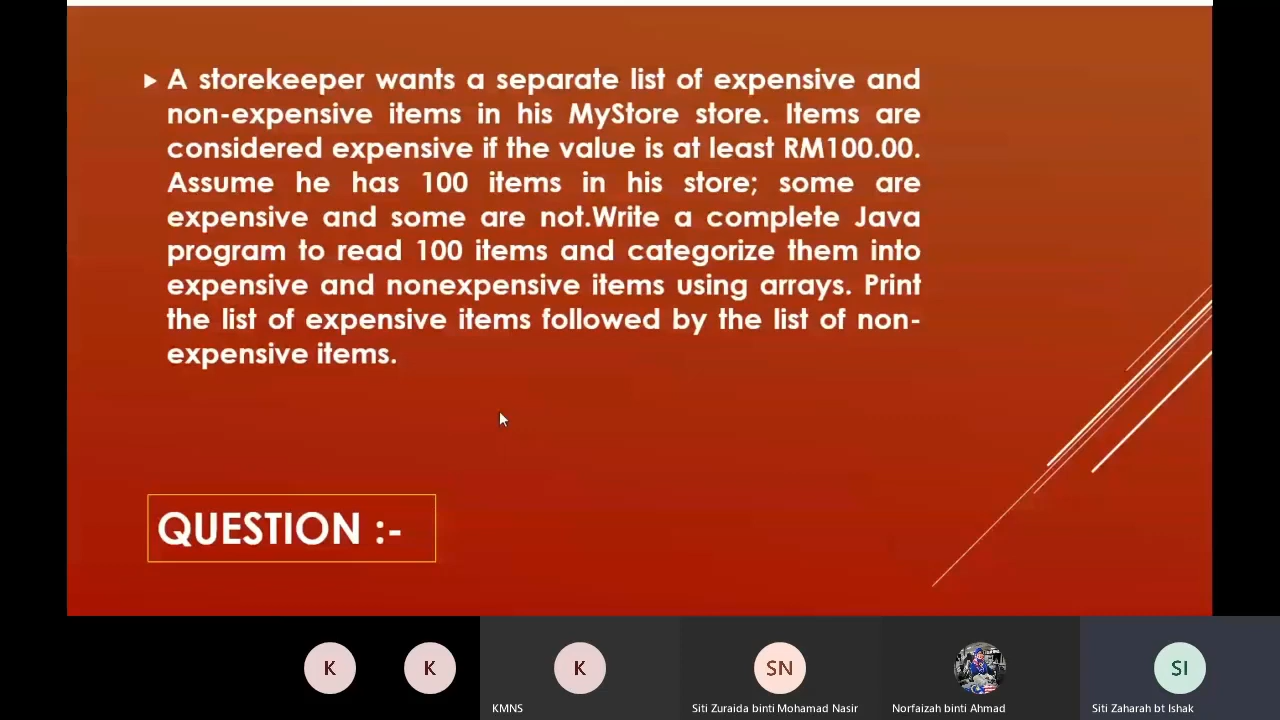 A storekeeper wants a separate list of expensive and
non-expensive items in his MyStore store. Items are
considered expensive if the value is at least RM100.00.
Assume he has 100 items in his store; some are
expensive and some are not.Write a complete Java
program to read 100 items and categorize them into
expensive and nonexpensive items using arrays. Print
the list of expensive items followed by the list of non-
expensive items.
QUESTION :-
K
K
K
SN
SI
KMNS
Siti Zuraida binti Mohamad Nasir
Norfaizah binti Ahmad
Siti Zaharah bt Ishak